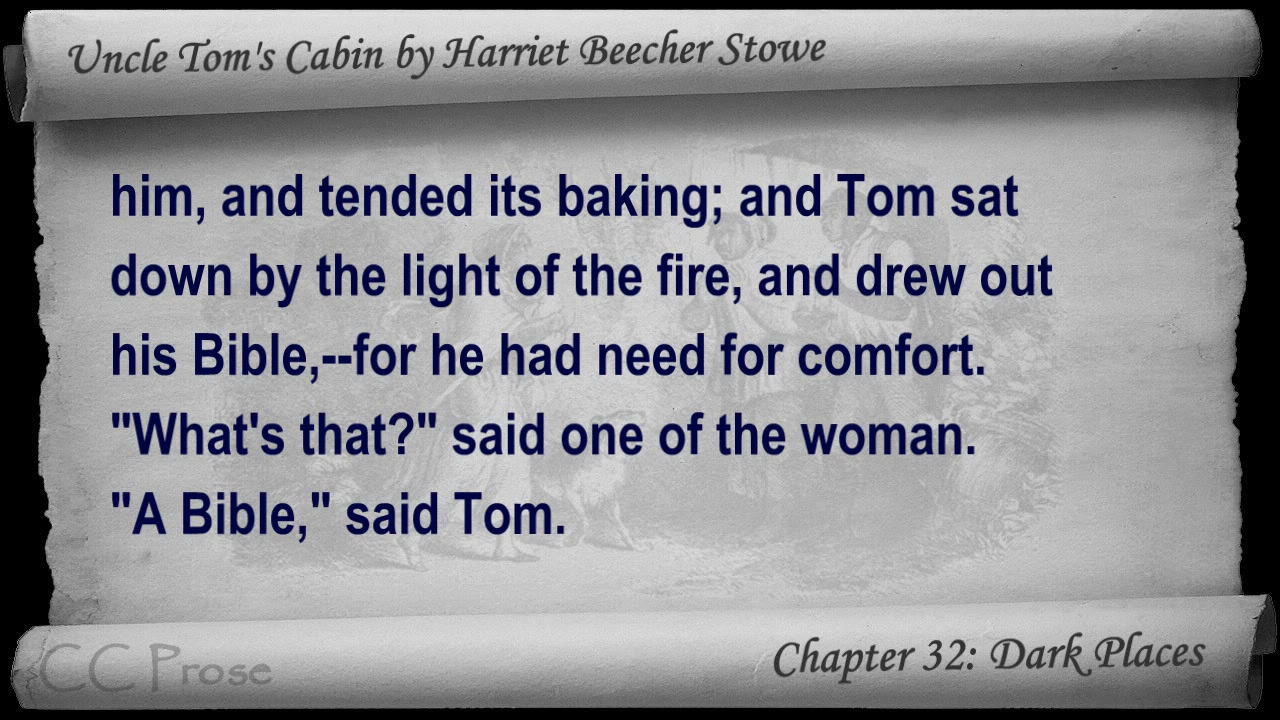 Uncle Tom's Cabin by Harriet Beecher Stowe
him, and tended its baking; and Tom sat
down by the light of the fire, and drew out
his Bible,--for he had need for comfort.
"What's that?" said one of the woman.
"A Bible," said Tom.
CC Prose
Chapter 32: Dark Places